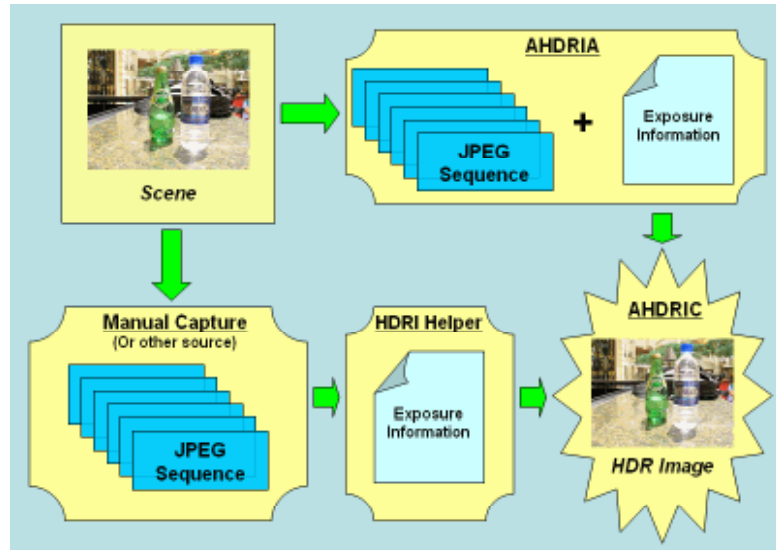 Scene
AHDRIA
JPEG
Sequence
+
Exposure
Information
Manual Capture
(Or other source)
JPEG
Sequence
HDRI Helper
Exposure
Information
AHDRIC
HDR Image